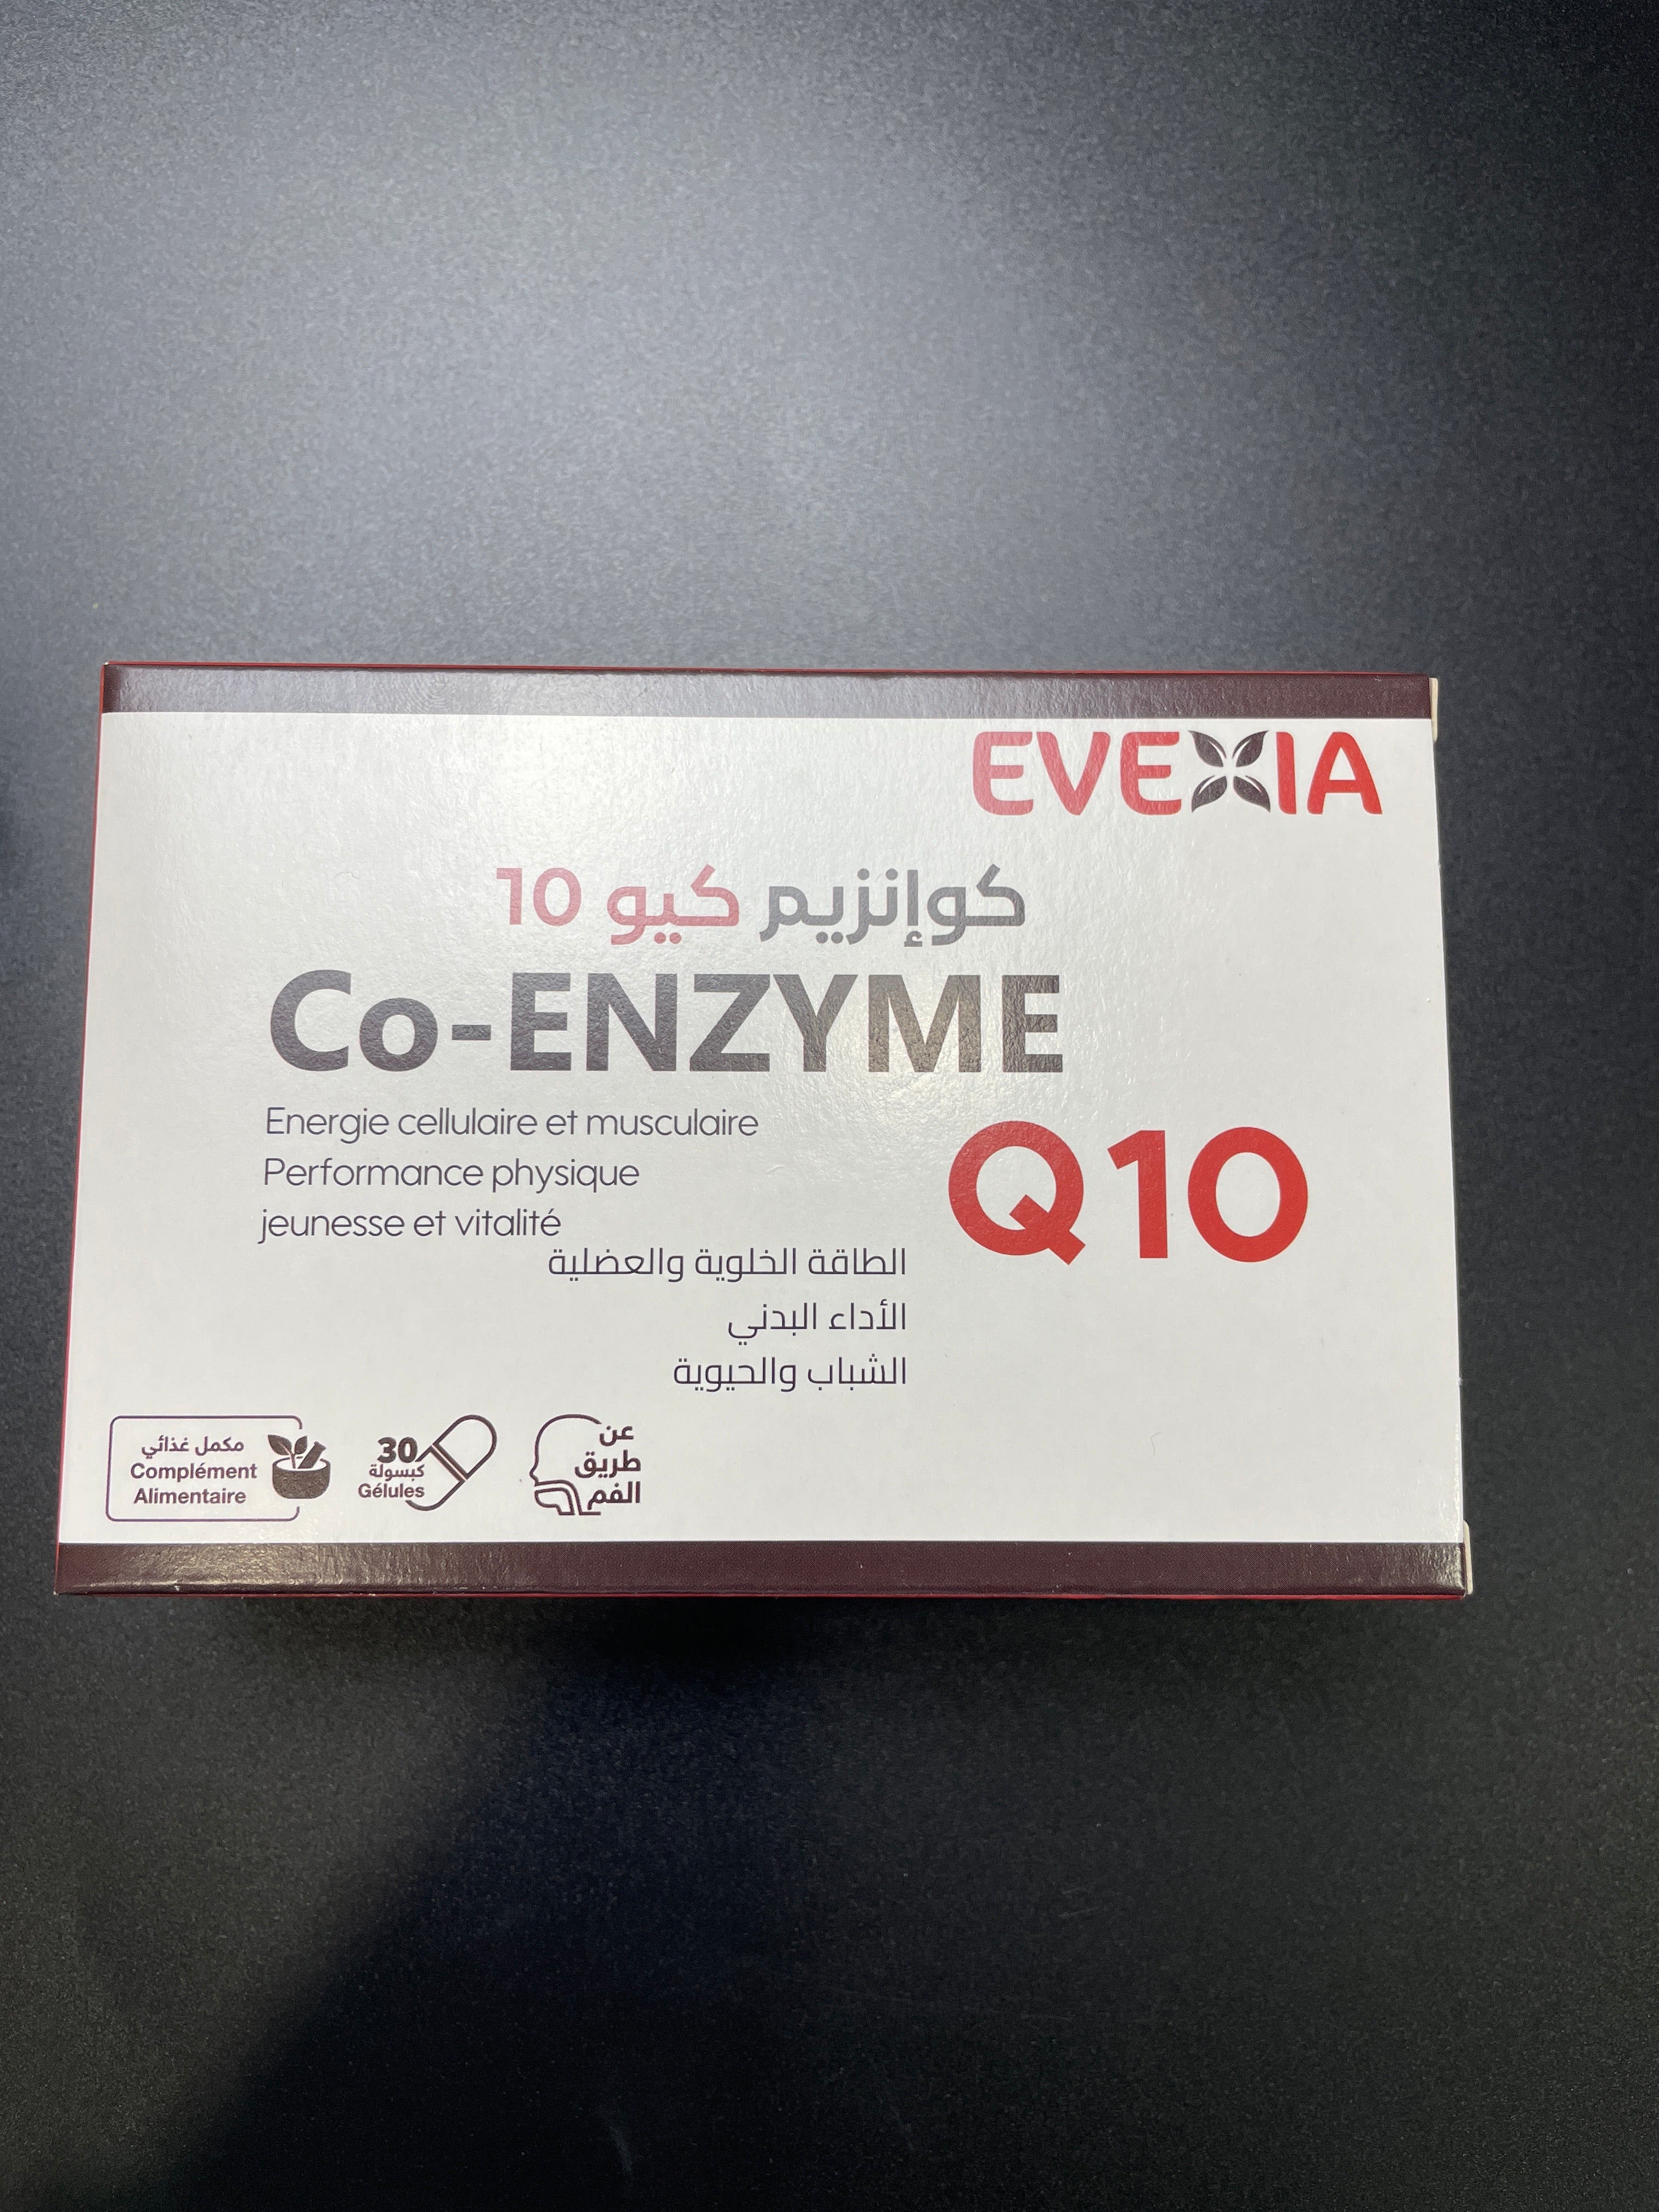 EVEXIA
كوإنزيم كيو 10
Co-ENZYME
Q10
Energie cellulaire et musculaire
Performance physique
jeunesse et vitalité
الطاقة الخلوية والعضلية
الأداء البدني
الشباب والحيوية
مكمل غذائي
Complément
Alimentaire
30
كبسولة
Gélules
عن
طريق
الفم